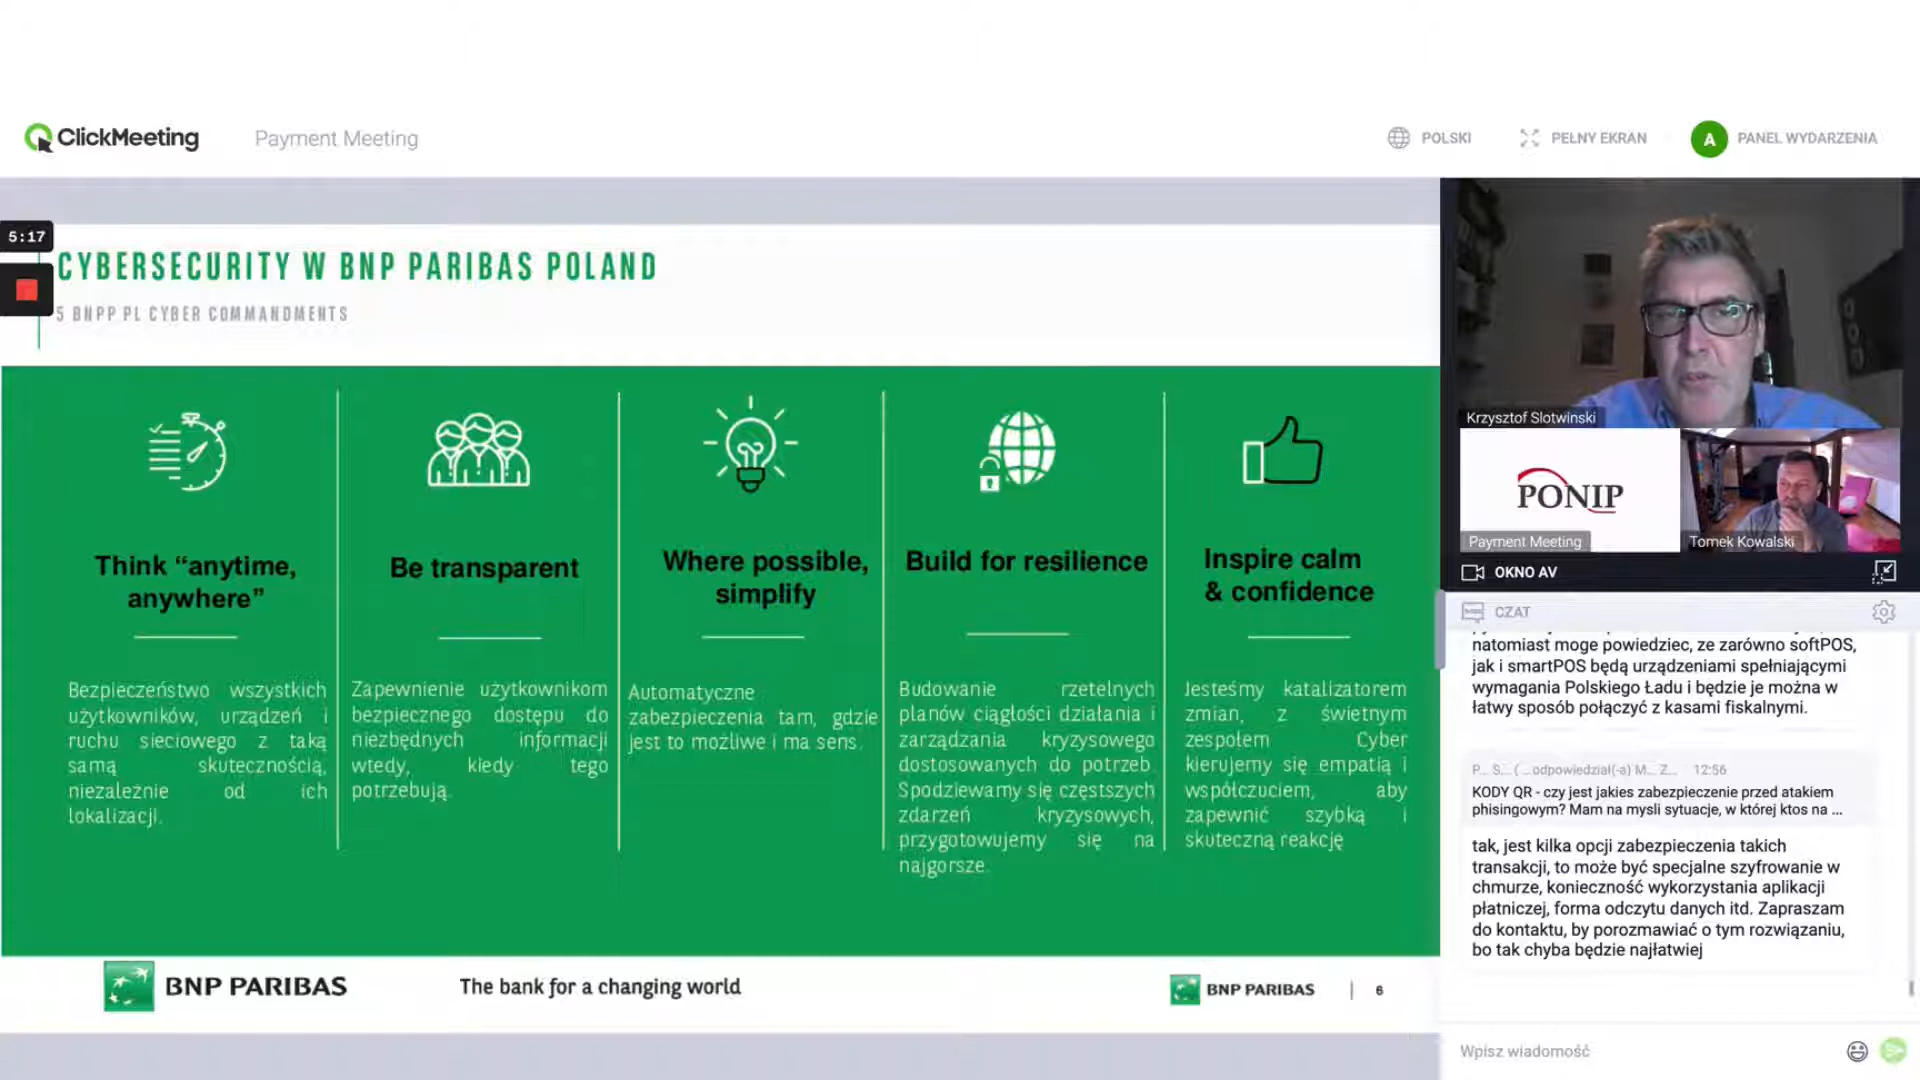 ClickMeeting
Payment Meeting
POLSKI
PEŁNY EKRAN
A
PANEL WYDARZENIA
5:17
CYBERSECURITY W BNP PARIBAS POLAND
5 BNPP PL CYBER COMMANDMENTS
Think “anytime,
anywhere”
Bezpieczeństwo wszystkich
użytkowników, urządzeń i
ruchu sieciowego z taką
samą skutecznością,
niezależnie od ich
lokalizacji.
Be transparent
Zapewnienie użytkownikom
bezpiecznego dostępu do
niezbędnych informacji
wtedy, kiedy tego
potrzebują.
Where possible,
simplify
Automatyczne
zabezpieczenia tam, gdzie
jest to możliwe i ma sens.
Build for resilience
Budowanie rzetelnych
planów ciągłości działania i
zarządzania kryzysowego
dostosowanych do potrzeb.
Spodziewamy się częstszych
zdarzeń kryzysowych,
przygotowujemy się na
najgorsze.
Inspire calm
& confidence
Jesteśmy katalizatorem
zmian, z świetnym
zespołem Cyber
kierujemy się empatią i
współczuciem, aby
zapewnić szybką i
skuteczną reakcję
BNP PARIBAS
The bank for a changing world
BNP PARIBAS
6
Krzysztof Slotwinski
PONIP
Payment Meeting
Tomek Kowalski
OKNO AV
CZAT
natomiast moge powiedziec, ze zarówno softPOS,
jak i smartPOS będą urządzeniami spełniającymi
wymagania Polskiego Ładu i będzie je można w
łatwy sposób połączyć z kasami fiskalnymi.
P... S... ( ...odpowiedział(-a) M... Z... 12:56
KODY QR - czy jest jakies zabezpieczenie przed atakiem
phisingowym? Mam na mysli sytuacje, w której ktos na ...
tak, jest kilka opcji zabezpieczenia takich
transakcji, to może być specjalne szyfrowanie w
chmurze, konieczność wykorzystania aplikacji
płatniczej, forma odczytu danych itd. Zapraszam
do kontaktu, by porozmawiać o tym rozwiązaniu,
bo tak chyba będzie najłatwiej
Wpisz wiadomość